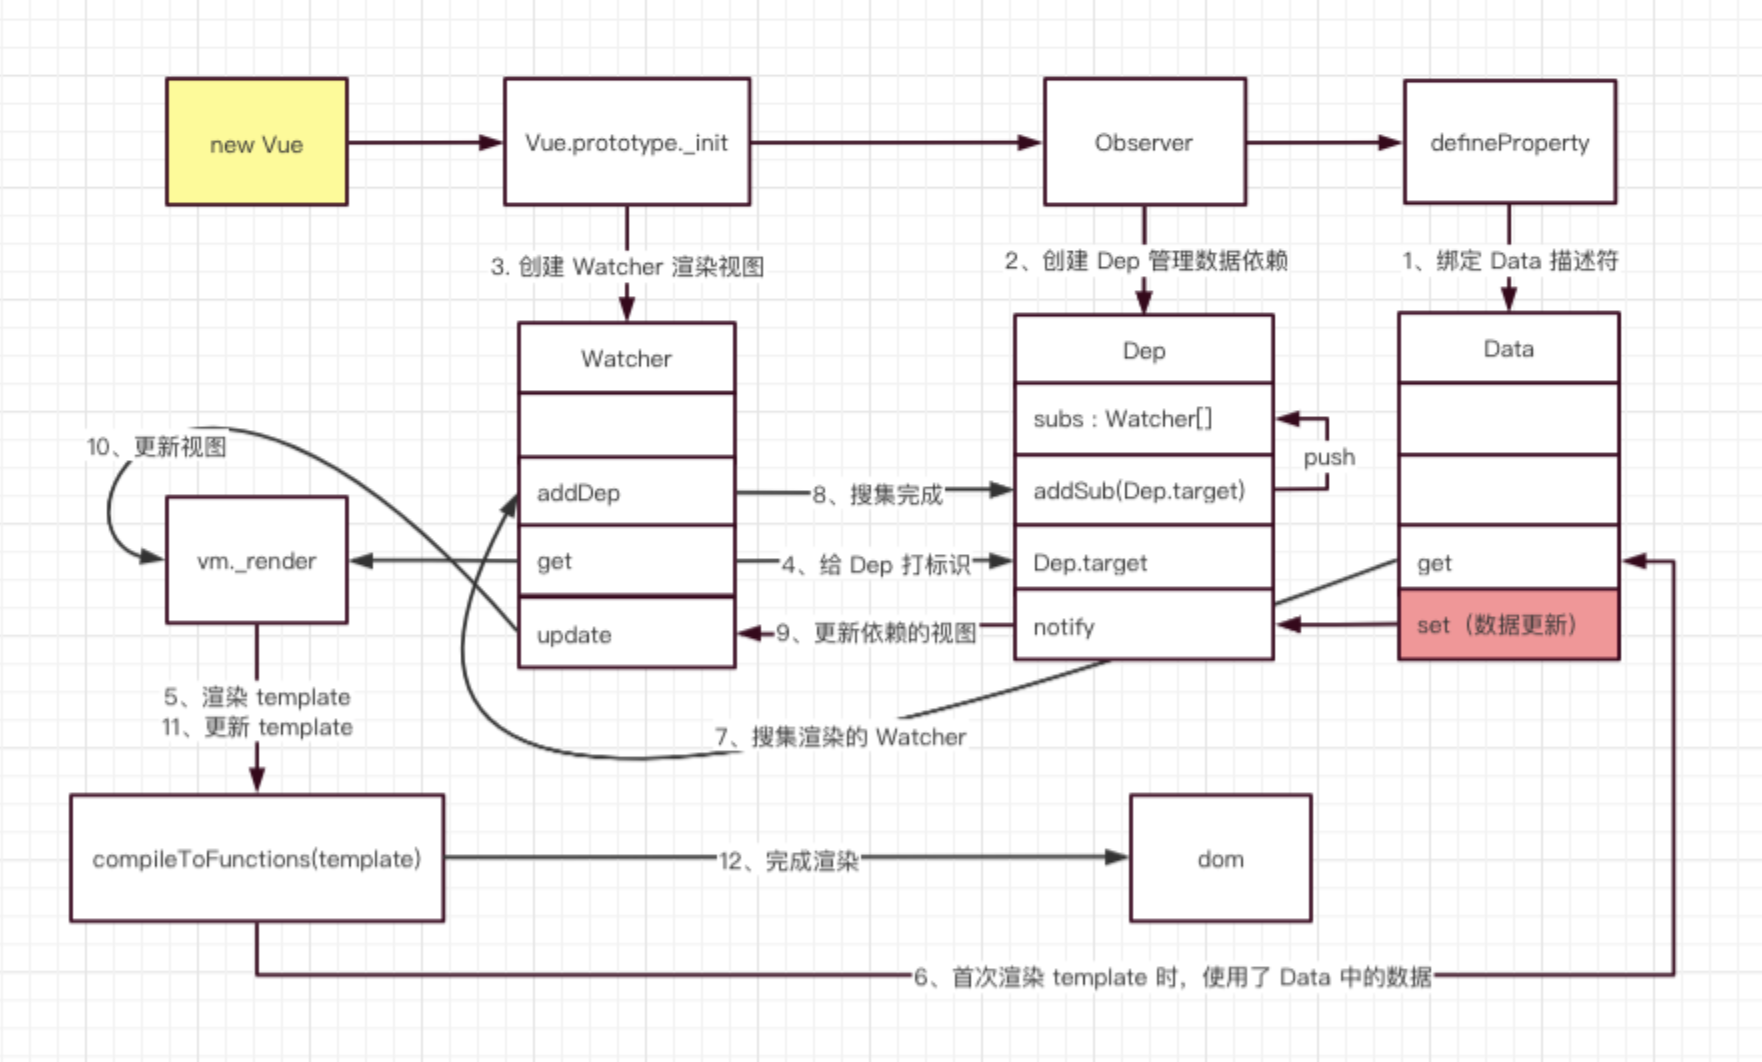 new Vue
Vue.prototype._init
Observer
defineProperty
3. 创建 Watcher 渲染视图
2、创建 Dep 管理数据依赖
1、绑定 Data 描述符
Watcher
Dep
Data
subs : Watcher[]
push
10、更新视图
addDep
8、搜集完成
addSub(Dep.target)
vm._render
get
4、给 Dep 打标识
Dep.target
get
update
9、更新依赖的视图
notify
set（数据更新）
5、渲染 template
11、更新 template
7、搜集渲染的 Watcher
compileToFunctions(template)
12、完成渲染
dom
6、首次渲染 template 时，使用了 Data 中的数据